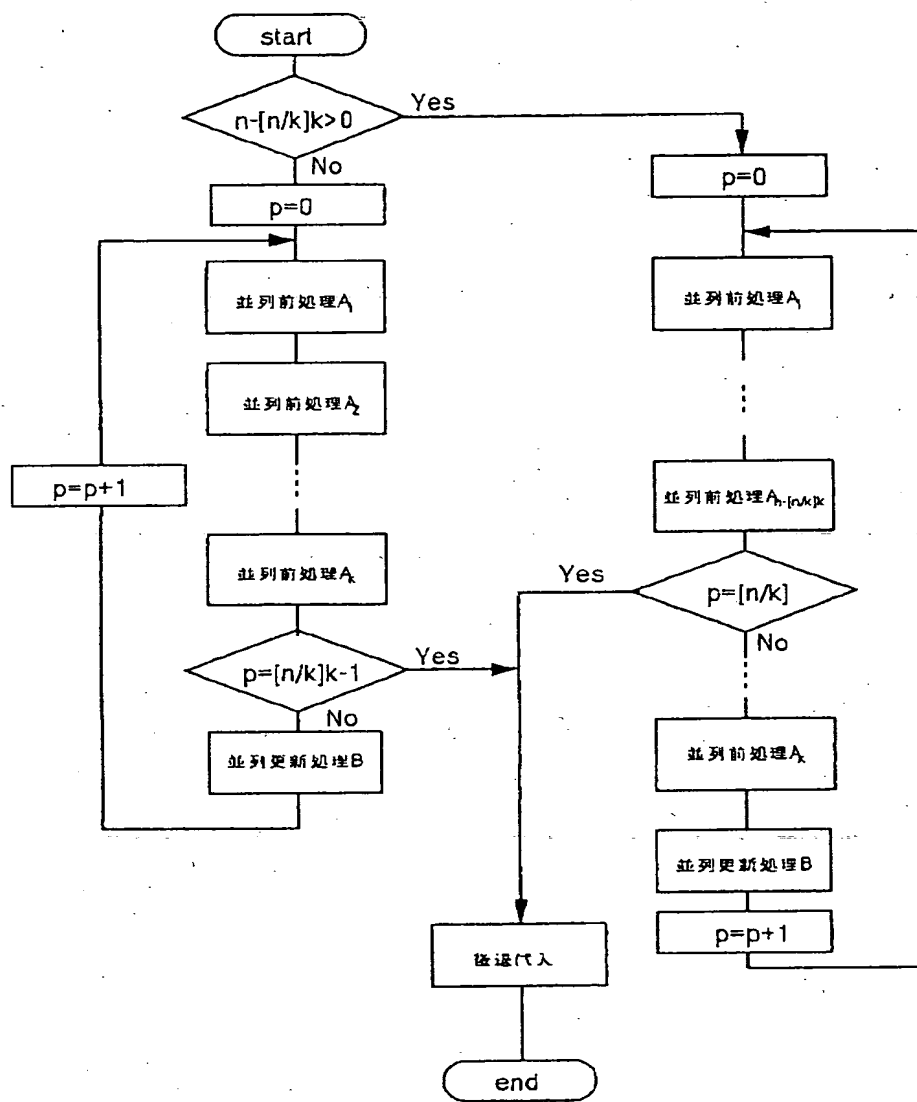 start
n-[n/k]k>0
Yes
No
p=0
並列前処理A₁
並列前処理A₂
並列前処理Aₖ
p=[n/k]k-1
Yes
No
並列更新処理B
p=p+1
p=0
並列前処理A₁
並列前処理Aₙ₋[n/k]k
p=[n/k]
Yes
No
並列前処理Aₖ
並列更新処理B
p=p+1
後退代入
end